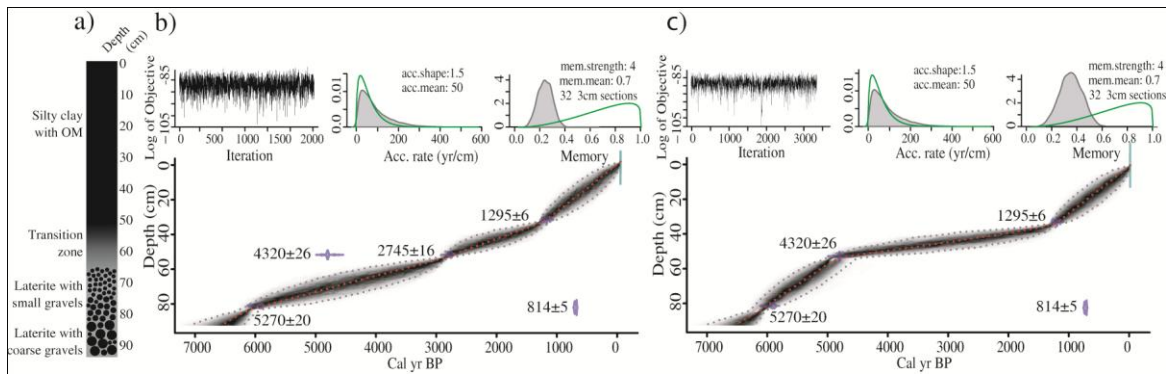 a)
Depth
(cm)
0
10
20
30
40
50
60
70
80
90
Silty clay
with OM
Transition
zone
Laterite with
small gravels
Laterite with
coarse gravels
b)
Log of Objective
-85
-105
0 500 1000 1500 2000
Iteration
0.01
0.0
acc.shape:1.5
acc.mean: 50
0 200 400 600
Acc. rate (yr/cm)
4
2
0
mem.strength: 4
mem.mean: 0.7
32 3cm sections
0.0 0.2 0.4 0.6 0.8 1.0
Memory
Depth (cm)
0
20
40
60
80
1295±6
2745±16
4320±26
814±5
5270±20
7000 6000 5000 4000 3000 2000 1000 0
Cal yr BP
c)
Log of Objective
-85
-105
0 500 1500 2500
Iteration
0.01
0.0
acc.shape:1.5
acc.mean: 50
0 200 400 600
Acc. rate (yr/cm)
4
2
0
mem.strength: 4
mem.mean: 0.7
32 3cm sections
0.0 0.2 0.4 0.6 0.8 1.0
Memory
Depth (cm)
0
20
40
60
80
1295±6
4320±26
814±5
5270±20
7000 6000 5000 4000 3000 2000 1000 0
Cal yr BP